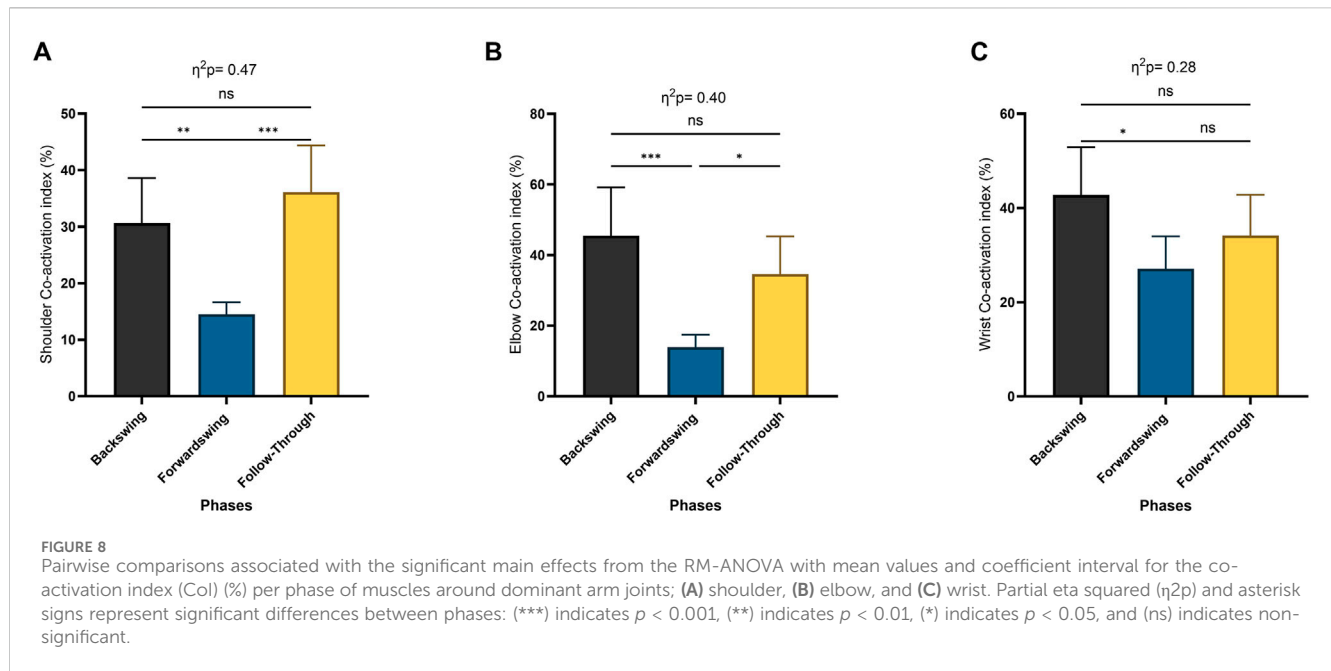 A
η²p= 0.47
ns
** ***
50
40
30
20
10
0
Shoulder Co-activation index (%)
Backswing
Forwardswing
Follow-Through
Phases
B
η²p= 0.40
ns
*** *
80
60
40
20
0
Elbow Co-activation index (%)
Backswing
Forwardswing
Follow-Through
Phases
C
η²p= 0.28
ns
* ns
60
40
20
0
Wrist Co-activation index (%)
Backswing
Forwardswing
Follow-Through
Phases
FIGURE 8
Pairwise comparisons associated with the significant main effects from the RM-ANOVA with mean values and coefficient interval for the co-
activation index (CoI) (%) per phase of muscles around dominant arm joints; (A) shoulder, (B) elbow, and (C) wrist. Partial eta squared (η2p) and asterisk
signs represent significant differences between phases: (***) indicates p < 0.001, (**) indicates p < 0.01, (*) indicates p < 0.05, and (ns) indicates non-
significant.